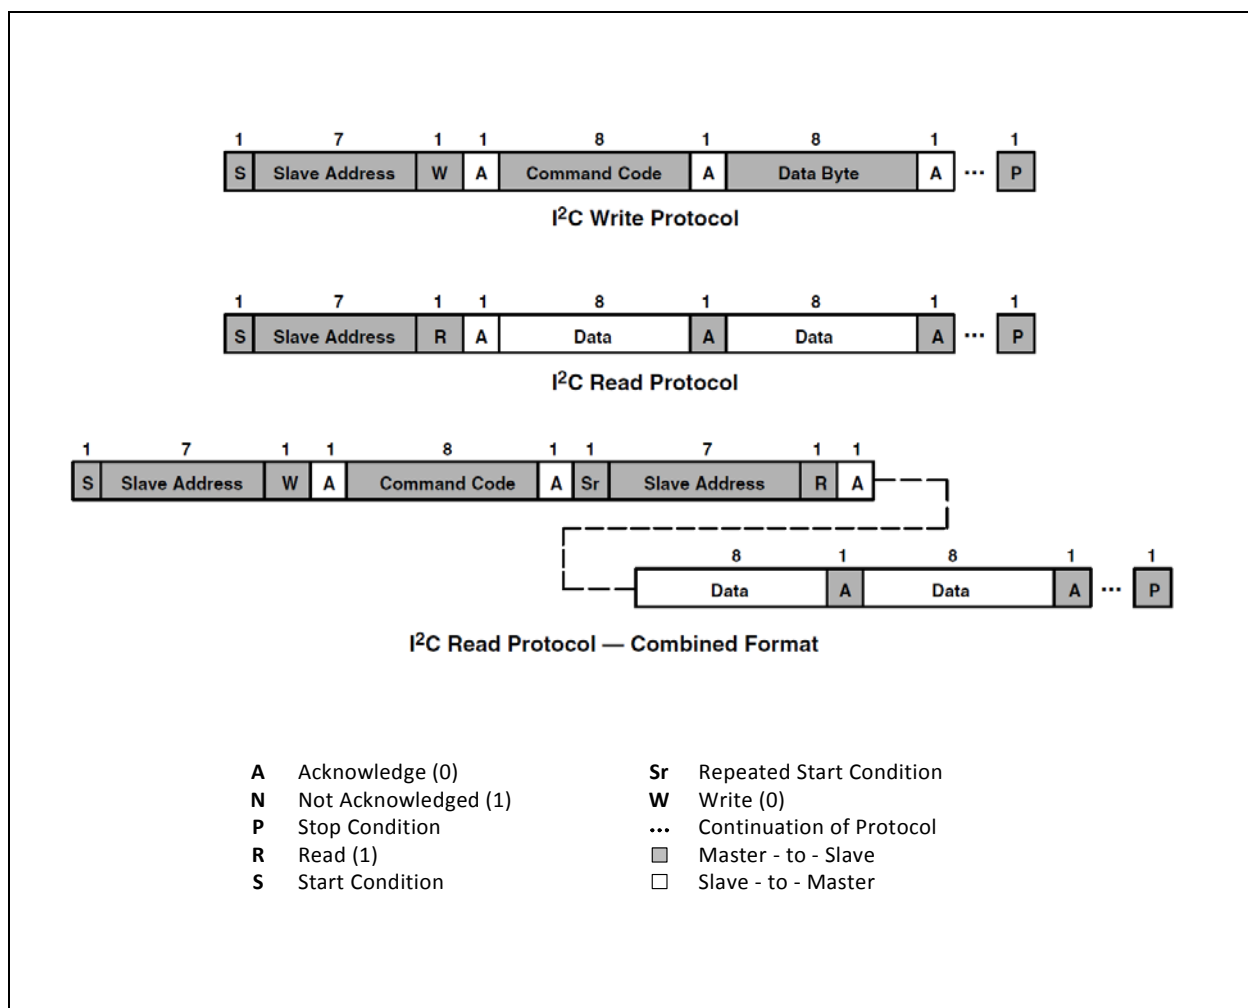 1 7 1 1 8 1 8 1 1
S Slave Address W A Command Code A Data Byte A ... P
I²C Write Protocol
1 7 1 1 8 1 8 1 1
S Slave Address R A Data A Data A ... P
I²C Read Protocol
1 7 1 1 8 1 1 7 1 1
S Slave Address W A Command Code A Sr Slave Address R A
8 1 8 1 1
Data A Data A ... P
I²C Read Protocol — Combined Format
A Acknowledge (0)
N Not Acknowledged (1)
P Stop Condition
R Read (1)
S Start Condition
Sr Repeated Start Condition
W Write (0)
... Continuation of Protocol
Master - to - Slave
Slave - to - Master